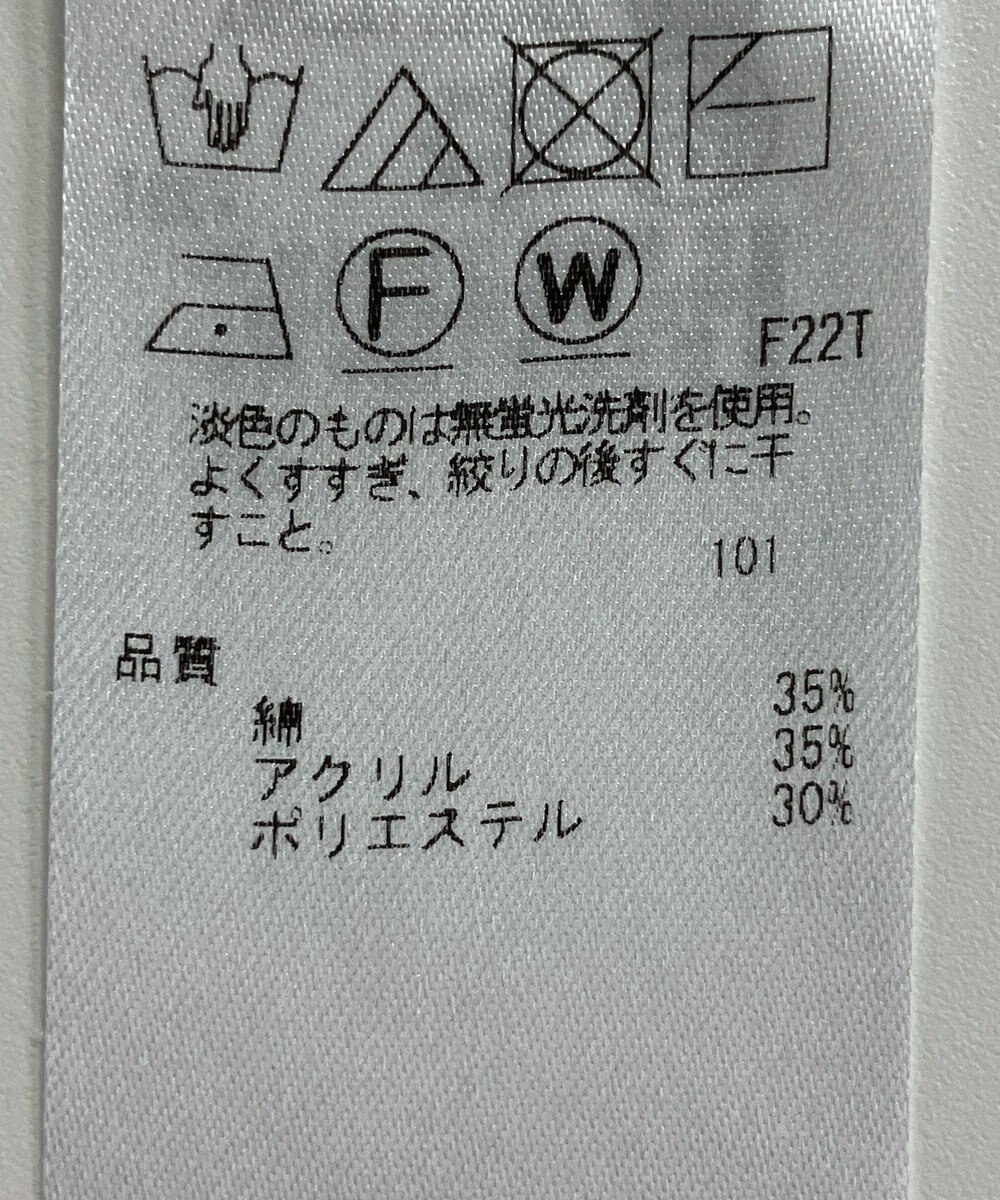 F
W
F22T
淡色のものは無蛍光洗剤を使用。
よくすすぎ、絞りの後すぐに干
すこと。
101
品質
綿 35%
アクリル 35%
ポリエステル 30%